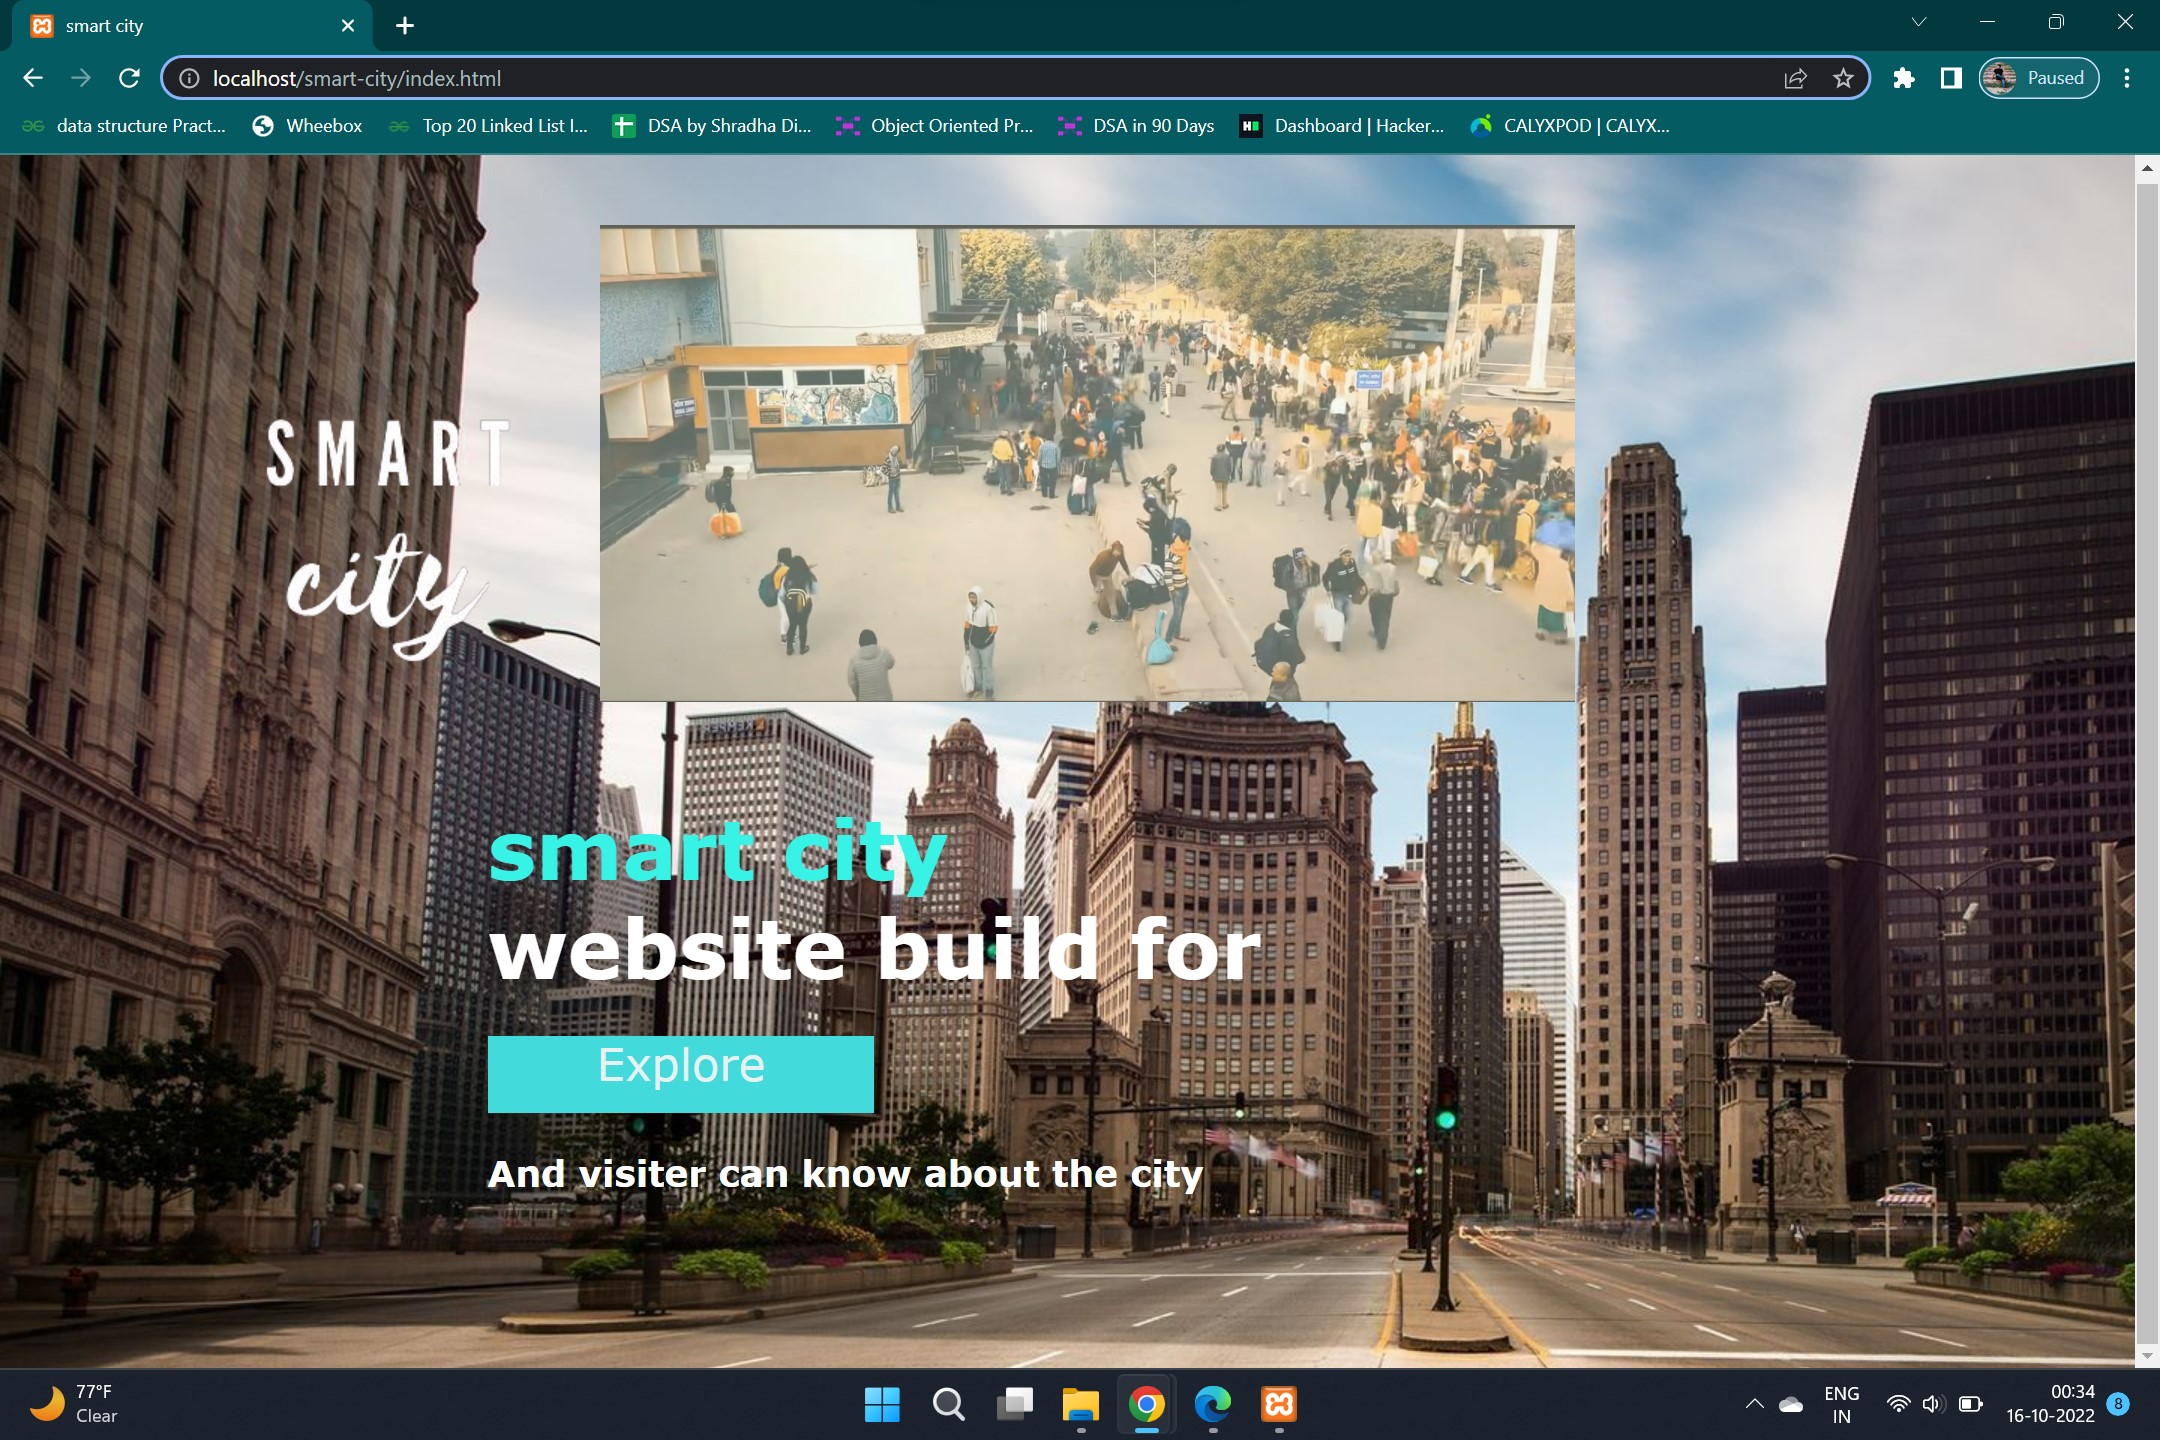 smart city
localhost/smart-city/index.html
Paused
data structure Pract...
Wheebox
Top 20 Linked List I...
DSA by Shradha Di...
Object Oriented Pr...
DSA in 90 Days
Dashboard | Hacker...
CALYXPOD | CALYX...
SMART
city
smart city
website build for
Explore
And visiter can know about the city
77°F
Clear
ENG
IN
00:34
16-10-2022
8